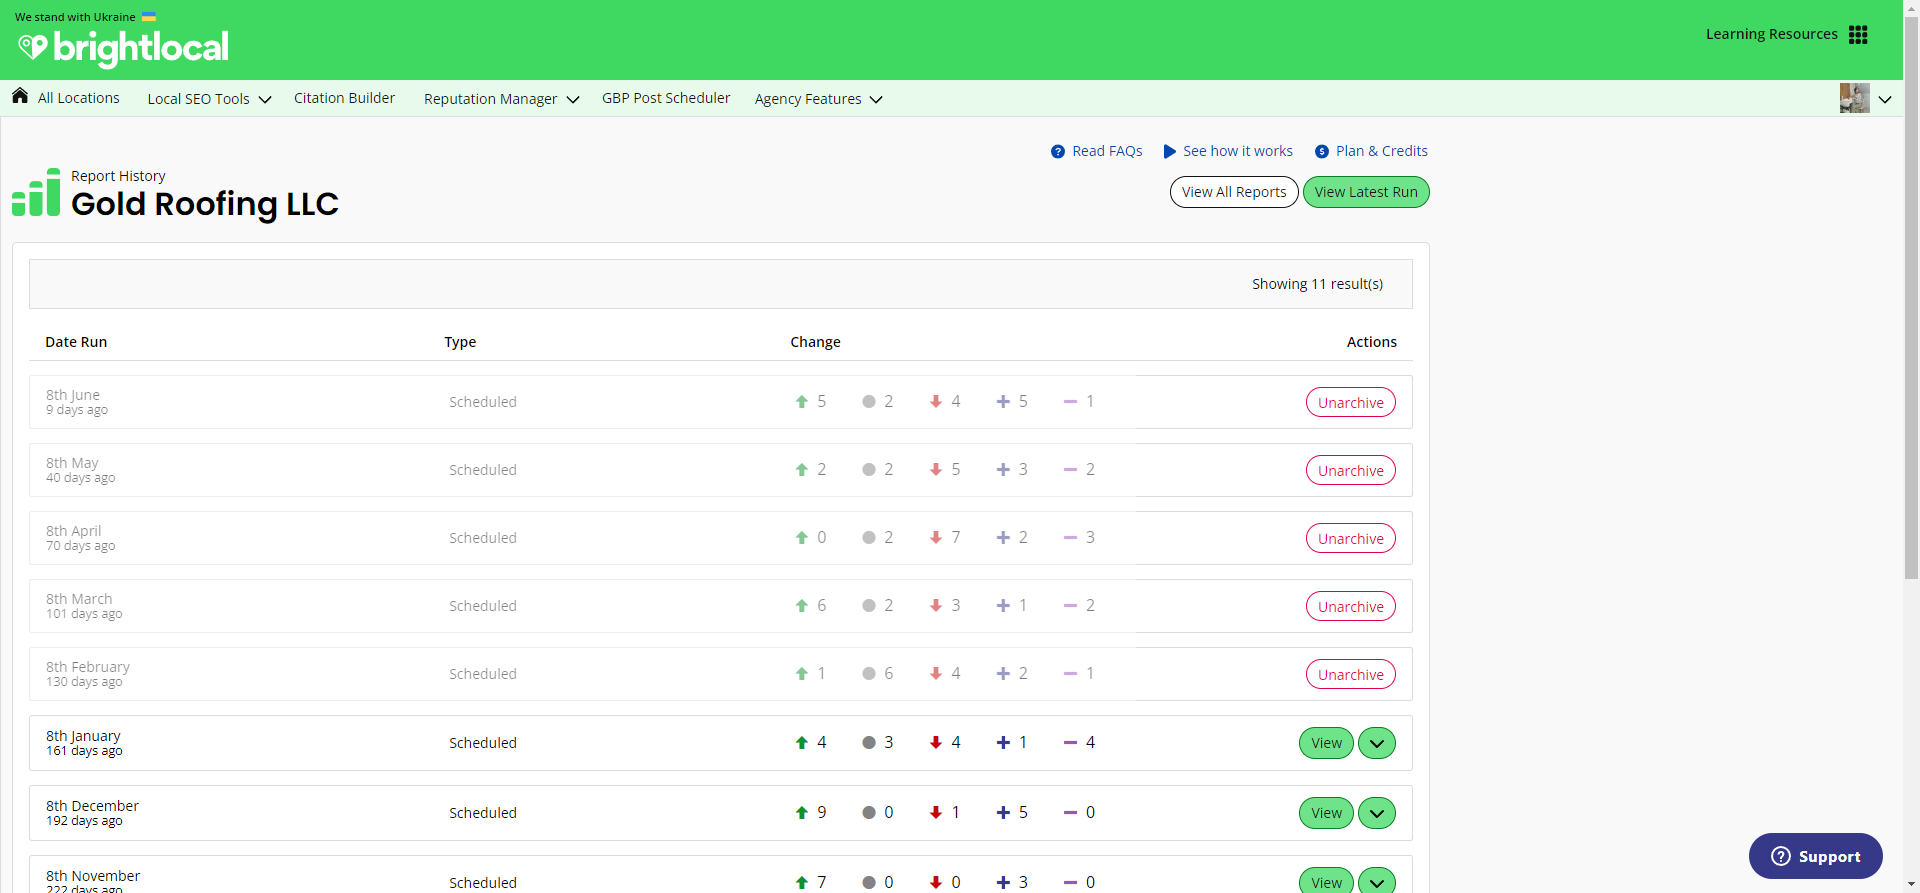 We stand with Ukraine
brightlocal
Learning Resources
All Locations Local SEO Tools Citation Builder Reputation Manager GBP Post Scheduler Agency Features
Read FAQs See how it works Plan & Credits
Report History
Gold Roofing LLC
View All Reports View Latest Run
Showing 11 result(s)
Date Run Type Change Actions
8th June
9 days ago
Scheduled 5 2 4 5 1 Unarchive
8th May
40 days ago
Scheduled 2 2 5 3 2 Unarchive
8th April
70 days ago
Scheduled 0 2 7 2 3 Unarchive
8th March
101 days ago
Scheduled 6 2 3 1 2 Unarchive
8th February
130 days ago
Scheduled 1 6 4 2 1 Unarchive
8th January
161 days ago
Scheduled 4 3 4 1 4 View
8th December
192 days ago
Scheduled 9 0 1 5 0 View
8th November
222 days ago
Scheduled 7 0 0 3 0 View
Support